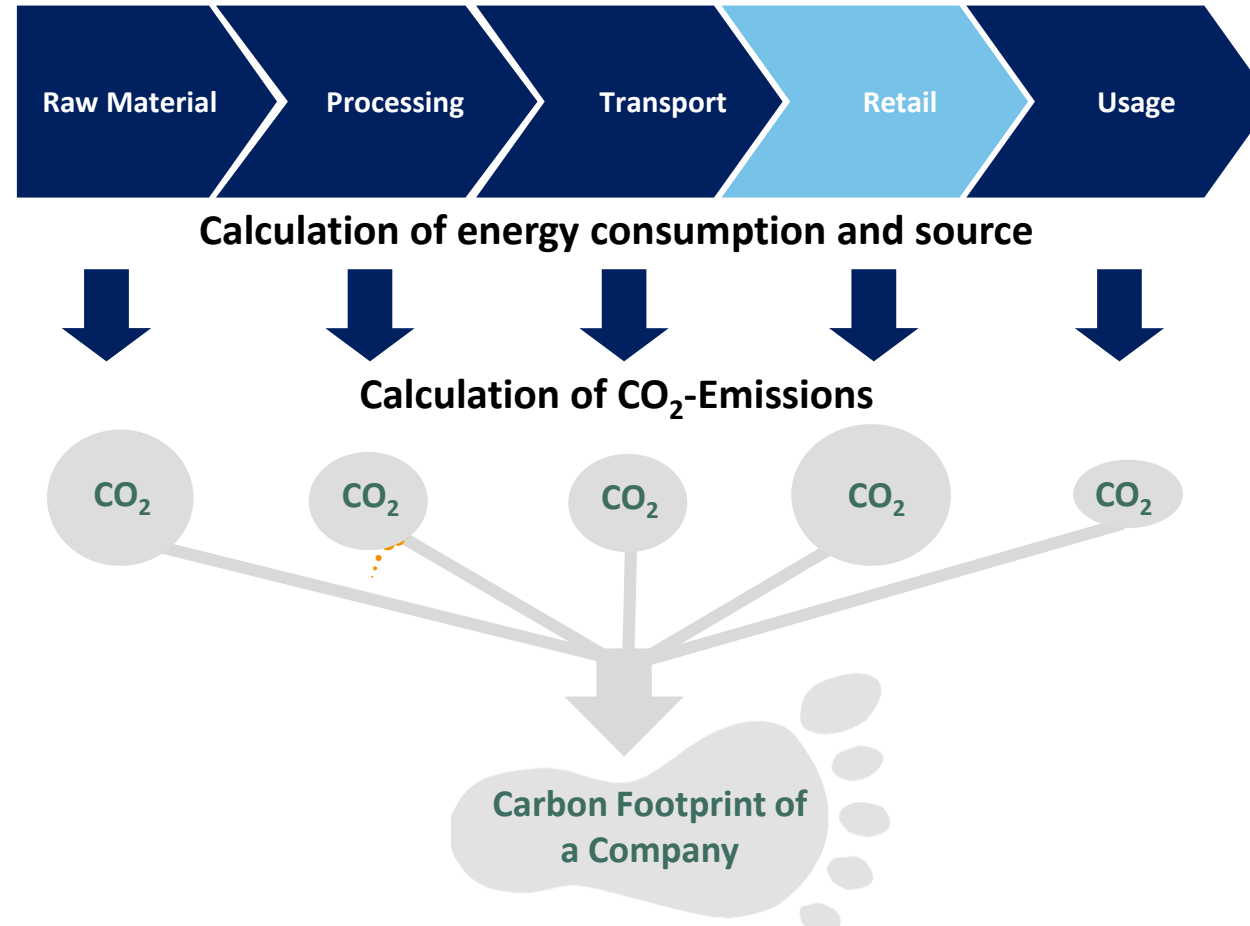 Raw Material
Processing
Transport
Retail
Usage
Calculation of energy consumption and source
Calculation of CO₂-Emissions
CO₂
CO₂
CO₂
CO₂
CO₂
Carbon Footprint of
a Company